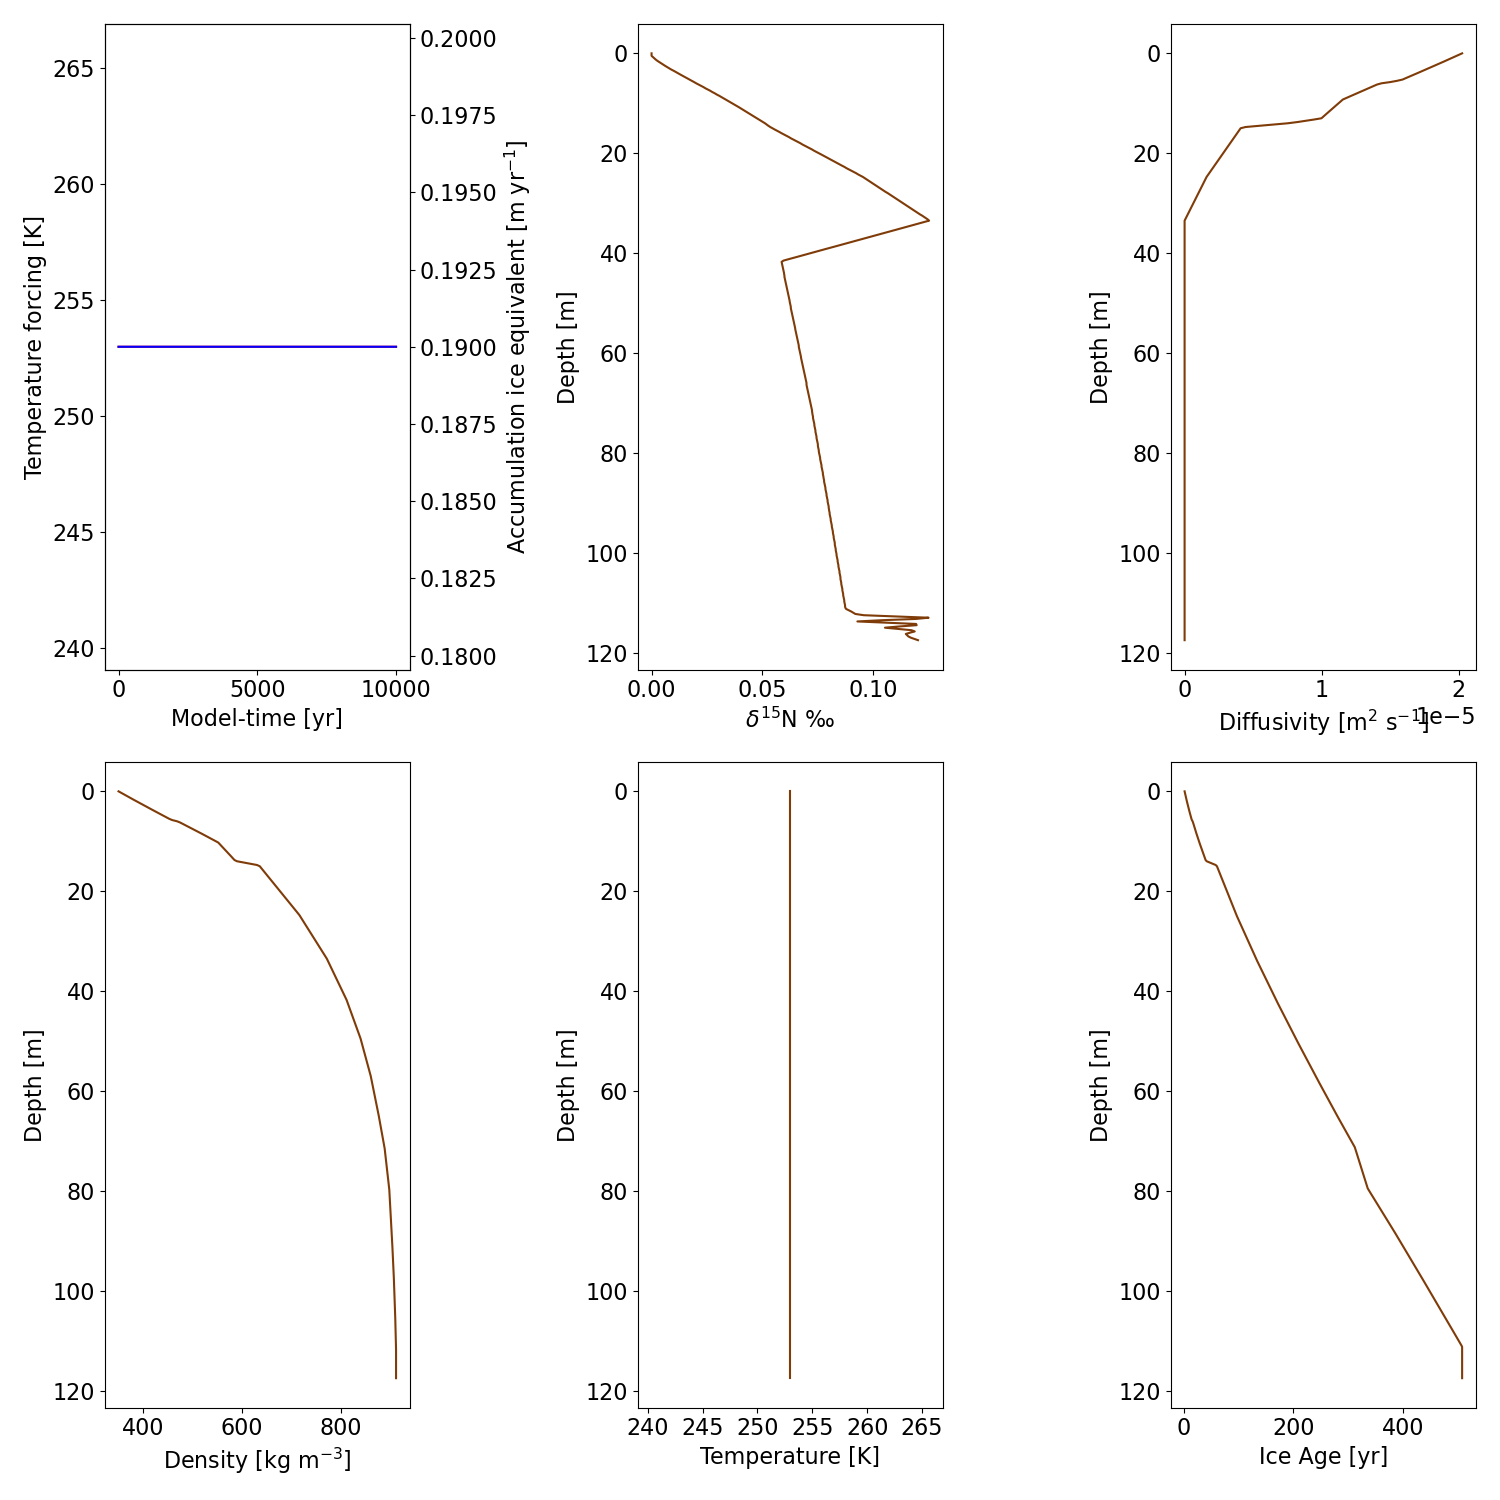 265
260
255
250
245
240
Temperature forcing [K]
0 5000 10000
Model-time [yr]
0.2000
0.1975
0.1950
0.1925
0.1900
0.1875
0.1850
0.1825
0.1800
Accumulation ice equivalent [m yr⁻¹]
0
20
40
60
80
100
120
Depth [m]
0.00 0.05 0.10
δ¹⁵N ‰
0
20
40
60
80
100
120
Depth [m]
0 1 2
1e−5
Diffusivity [m² s⁻¹]
0
20
40
60
80
100
120
Depth [m]
400 600 800
Density [kg m⁻³]
0
20
40
60
80
100
120
Depth [m]
240 245 250 255 260 265
Temperature [K]
0
20
40
60
80
100
120
Depth [m]
0 200 400
Ice Age [yr]